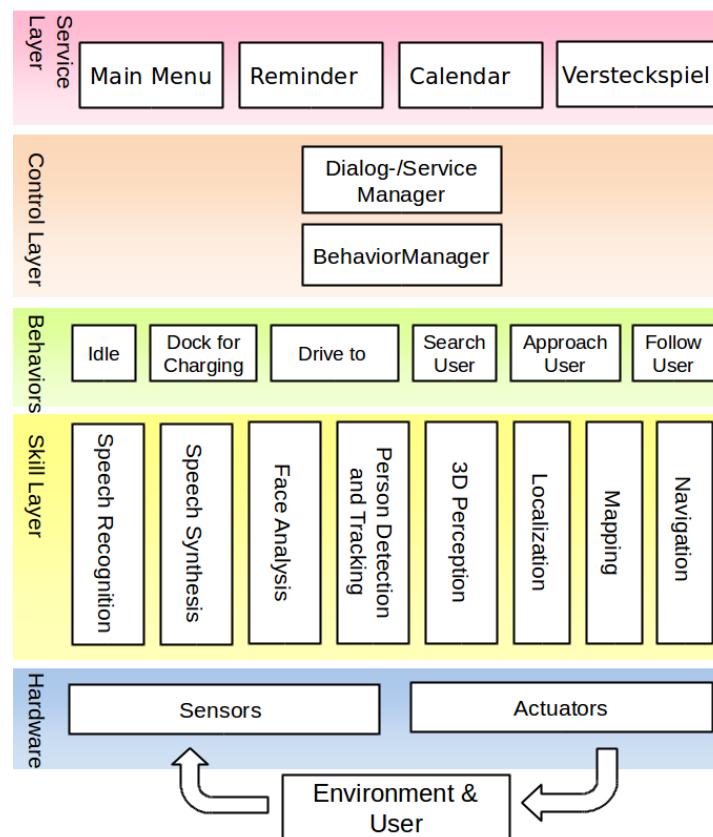 Service
Layer
Main Menu
Reminder
Calendar
Versteckspiel
Control Layer
Dialog-/Service
Manager
BehaviorManager
Behaviors
Idle
Dock for
Charging
Drive to
Search
User
Approach
User
Follow
User
Skill Layer
Speech Recognition
Speech Synthesis
Face Analysis
Person Detection
and Tracking
3D Perception
Localization
Mapping
Navigation
Hardware
Sensors
Actuators
Environment &
User